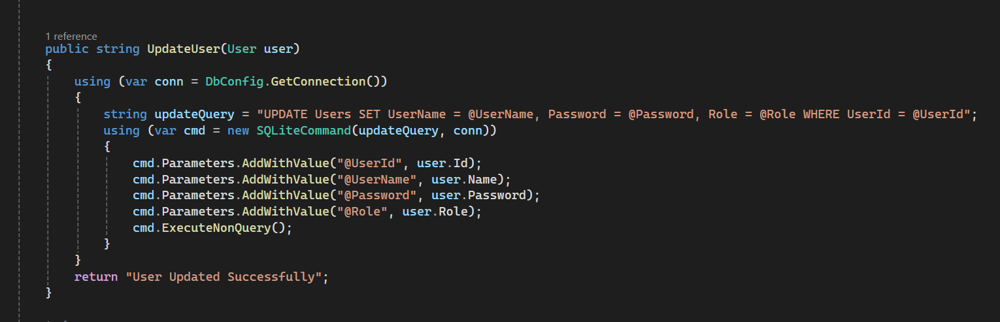 1 reference
public string UpdateUser(User user)
{
using (var conn = DbConfig.GetConnection())
{
string updateQuery = "UPDATE Users SET UserName = @UserName, Password = @Password, Role = @Role WHERE UserId = @UserId";
using (var cmd = new SQLiteCommand(updateQuery, conn))
{
cmd.Parameters.AddWithValue("@UserId", user.Id);
cmd.Parameters.AddWithValue("@UserName", user.Name);
cmd.Parameters.AddWithValue("@Password", user.Password);
cmd.Parameters.AddWithValue("@Role", user.Role);
cmd.ExecuteNonQuery();
}
}
return "User Updated Successfully";
}